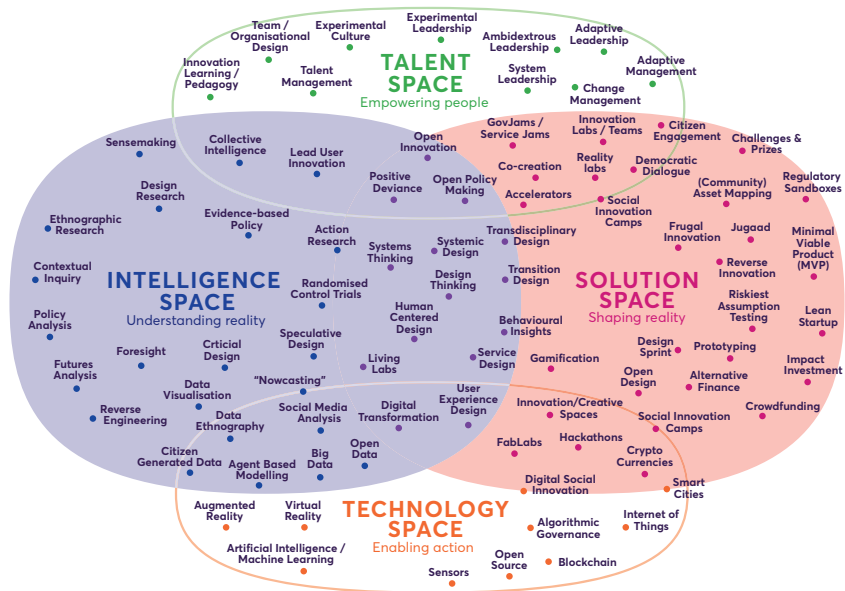 Experimental
Leadership
Team /
Organisational
Design
Experimental
Culture
Ambidextrous
Leadership
Adaptive
Leadership
Innovation
Learning /
Pedagogy
Talent
Management
TALENT
SPACE
Empowering people
System
Leadership
Adaptive
Management
Change
Management
Sensemaking
Collective
Intelligence
Lead User
Innovation
Open
Innovation
GovJams /
Service Jams
Innovation
Labs / Teams
Citizen
Engagement
Challenges &
Prizes
Design
Research
Positive
Deviance
Open Policy
Making
Co-creation
Reality
labs
Democratic
Dialogue
(Community)
Asset Mapping
Regulatory
Sandboxes
Accelerators
Social
Innovation
Camps
Ethnographic
Research
Evidence-based
Policy
Action
Research
Systems
Thinking
Systemic
Design
Transdisciplinary
Design
Frugal
Innovation
Jugaad
Minimal
Viable
Product
(MVP)
Contextual
Inquiry
INTELLIGENCE
SPACE
Understanding reality
Randomised
Control Trials
Design
Thinking
Transition
Design
SOLUTION
SPACE
Shaping reality
Reverse
Innovation
Riskiest
Assumption
Testing
Lean
Startup
Policy
Analysis
Human
Centered
Design
Behavioural
Insights
Foresight
Crticial
Design
Speculative
Design
Living
Labs
Service
Design
Gamification
Design
Sprint
Prototyping
Impact
Investment
Futures
Analysis
Data
Visualisation
"Nowcasting"
User
Experience
Design
Open
Design
Alternative
Finance
Reverse
Engineering
Data
Ethnography
Social Media
Analysis
Digital
Transformation
Innovation/Creative
Spaces
Social Innovation
Camps
Crowdfunding
Citizen
Generated Data
Agent Based
Modelling
Big
Data
Open
Data
FabLabs
Hackathons
Crypto
Currencies
Digital Social
Innovation
Smart
Cities
Augmented
Reality
Virtual
Reality
TECHNOLOGY
SPACE
Enabling action
Algorithmic
Governance
Internet of
Things
Artificial Intelligence /
Machine Learning
Sensors
Open
Source
Blockchain